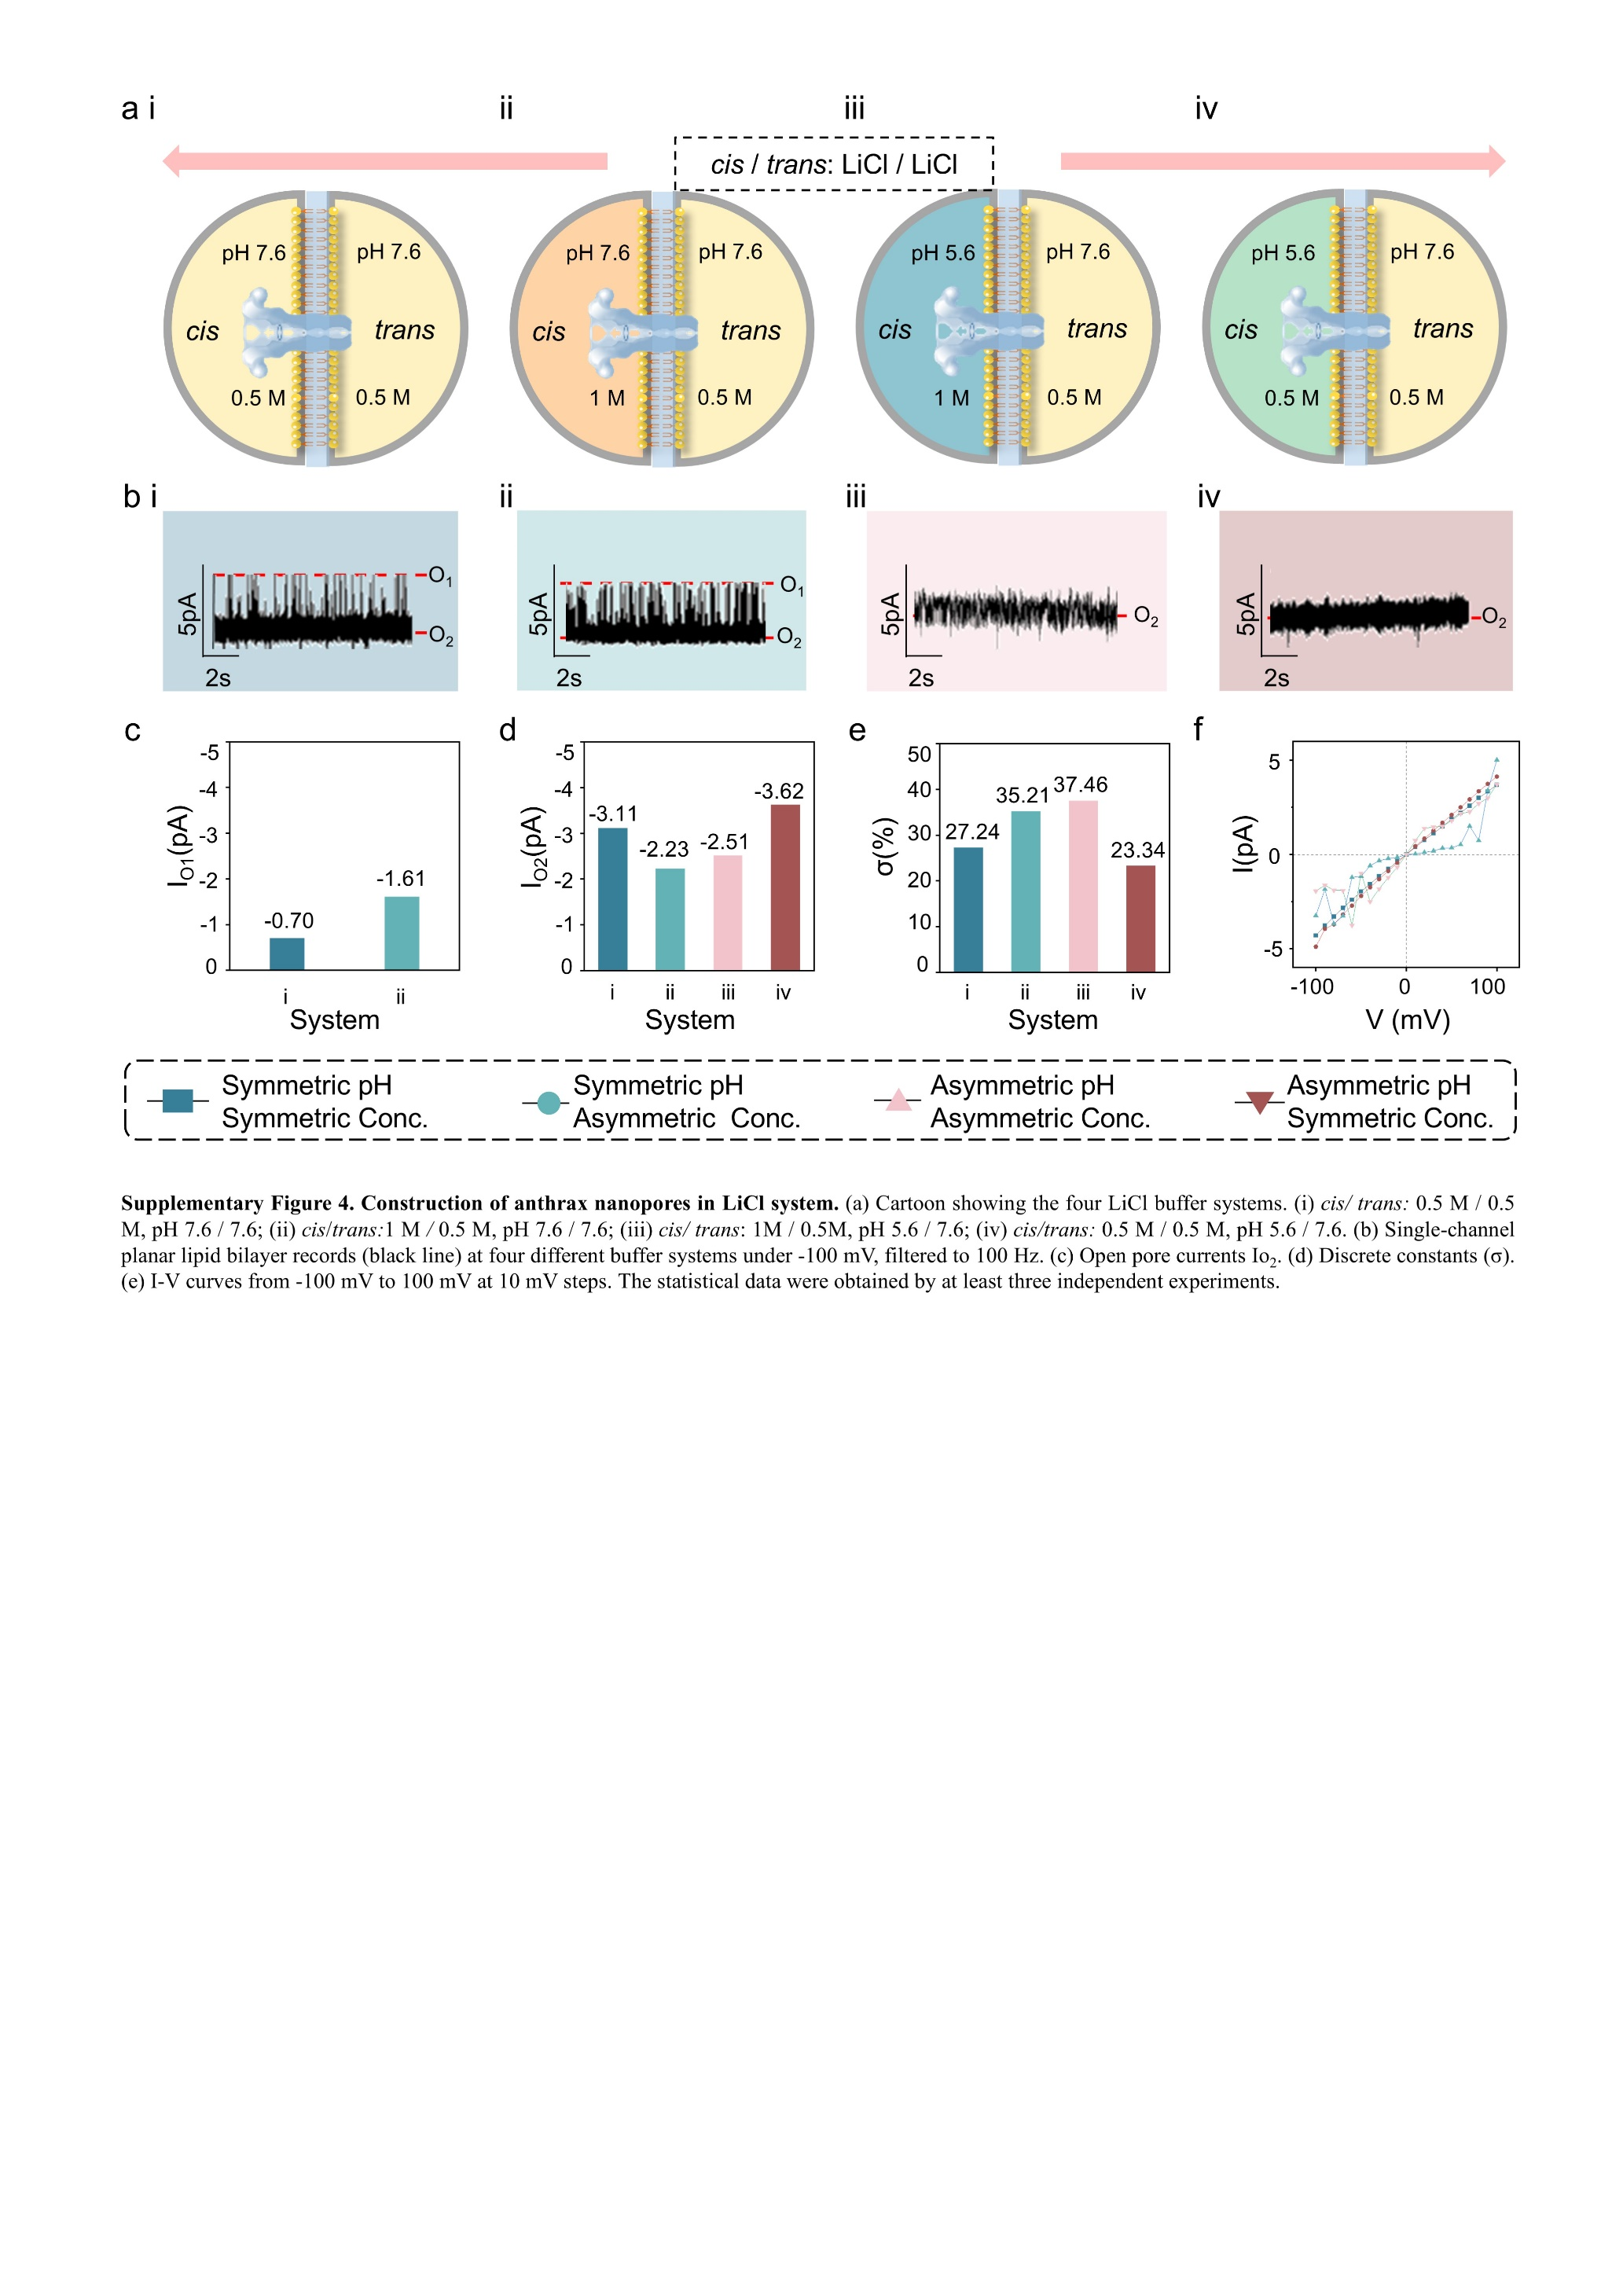 a i
ii
iii
iv
cis / trans: LiCl / LiCl
pH 7.6
pH 7.6
cis
trans
0.5 M
0.5 M
pH 7.6
pH 7.6
cis
trans
1 M
0.5 M
pH 5.6
pH 7.6
cis
trans
1 M
0.5 M
pH 5.6
pH 7.6
cis
trans
0.5 M
0.5 M
b i
ii
iii
iv
5pA
O1
O2
2s
5pA
O1
O2
2s
5pA
O2
2s
5pA
O2
2s
c
IO1(pA)
-5
-4
-3
-2
-1
0
-0.70
-1.61
i
ii
System
d
IO2(pA)
-5
-4
-3
-2
-1
0
-3.11
-2.23
-2.51
-3.62
i
ii
iii
iv
System
e
σ(%)
50
40
30
20
10
0
27.24
35.21
37.46
23.34
i
ii
iii
iv
System
f
I(pA)
5
0
-5
-100
0
100
V (mV)
Symmetric pH
Symmetric Conc.
Symmetric pH
Asymmetric Conc.
Asymmetric pH
Asymmetric Conc.
Asymmetric pH
Symmetric Conc.
Supplementary Figure 4. Construction of anthrax nanopores in LiCl system. (a) Cartoon showing the four LiCl buffer systems. (i) cis/ trans: 0.5 M / 0.5
M, pH 7.6 / 7.6; (ii) cis/trans:1 M / 0.5 M, pH 7.6 / 7.6; (iii) cis/ trans: 1M / 0.5M, pH 5.6 / 7.6; (iv) cis/trans: 0.5 M / 0.5 M, pH 5.6 / 7.6. (b) Single-channel
planar lipid bilayer records (black line) at four different buffer systems under -100 mV, filtered to 100 Hz. (c) Open pore currents Io2. (d) Discrete constants (σ).
(e) I-V curves from -100 mV to 100 mV at 10 mV steps. The statistical data were obtained by at least three independent experiments.